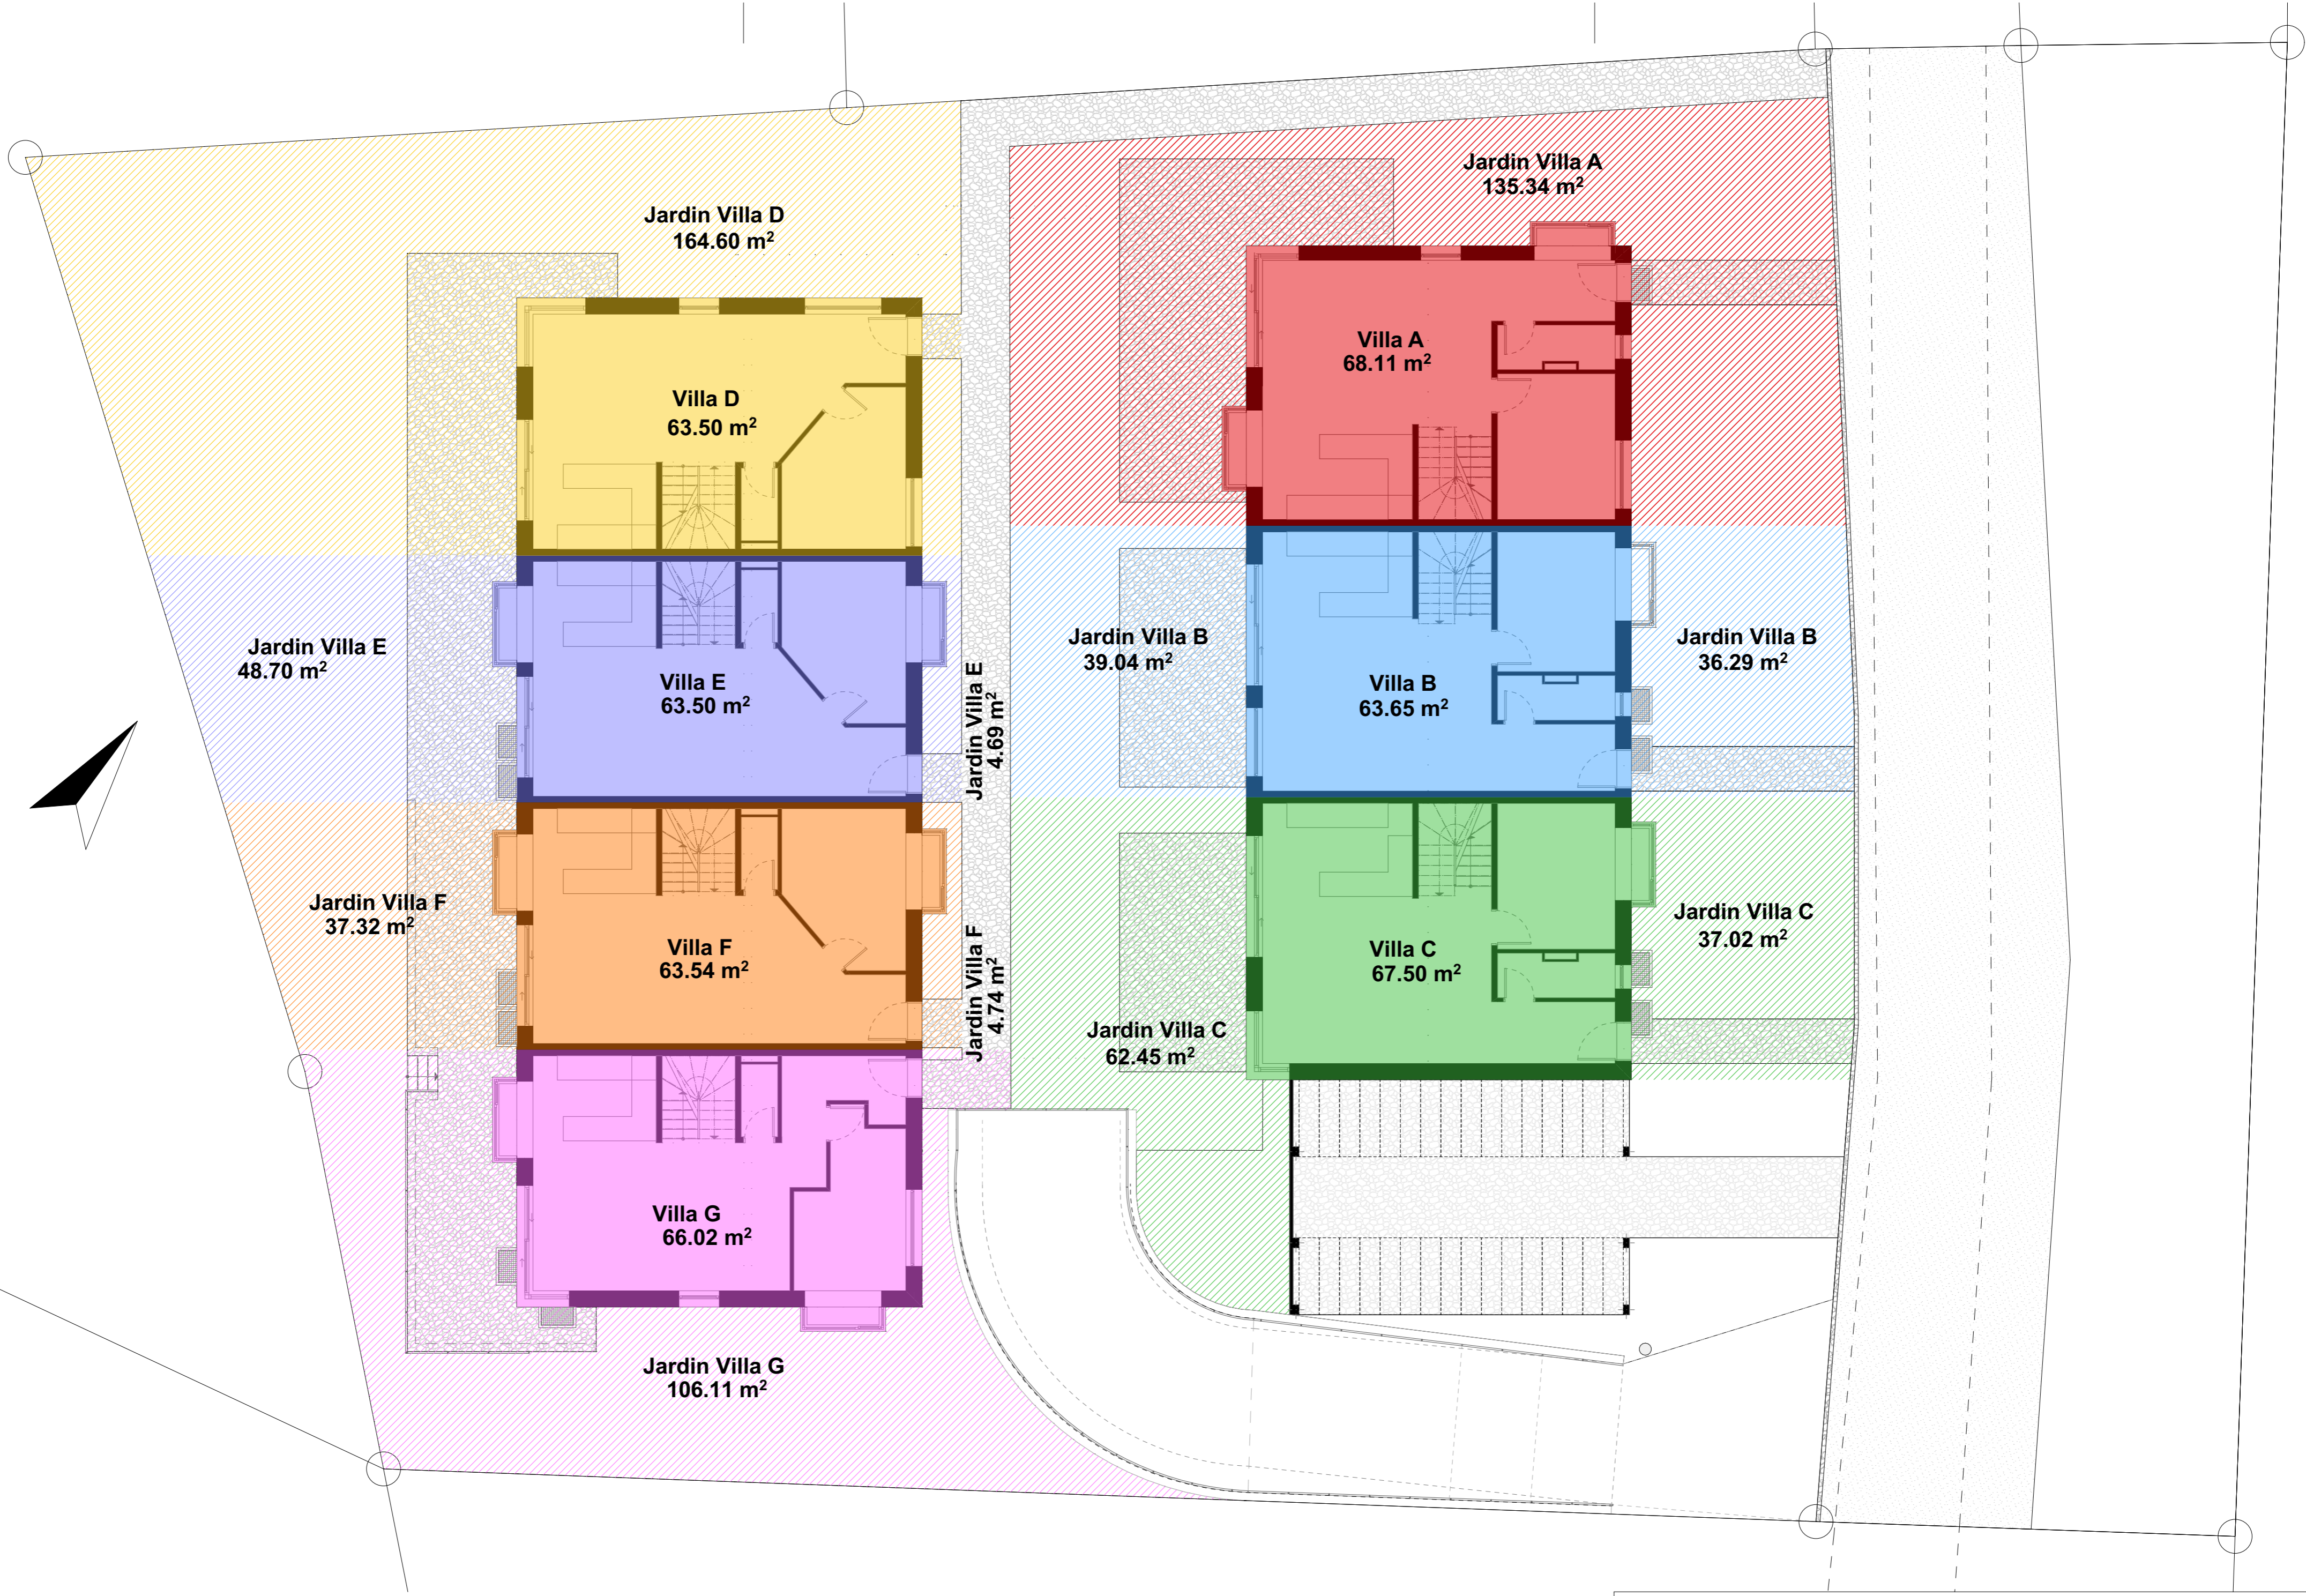 Jardin Villa A
135.34 m²
Jardin Villa D
164.60 m²
Villa A
68.11 m²
Villa D
63.50 m²
Jardin Villa E
48.70 m²
Villa E
63.50 m²
Jardin Villa E
4.69 m²
Jardin Villa B
39.04 m²
Villa B
63.65 m²
Jardin Villa B
36.29 m²
Jardin Villa F
37.32 m²
Villa F
63.54 m²
Jardin Villa F
4.74 m²
Jardin Villa C
62.45 m²
Villa C
67.50 m²
Jardin Villa C
37.02 m²
Villa G
66.02 m²
Jardin Villa G
106.11 m²